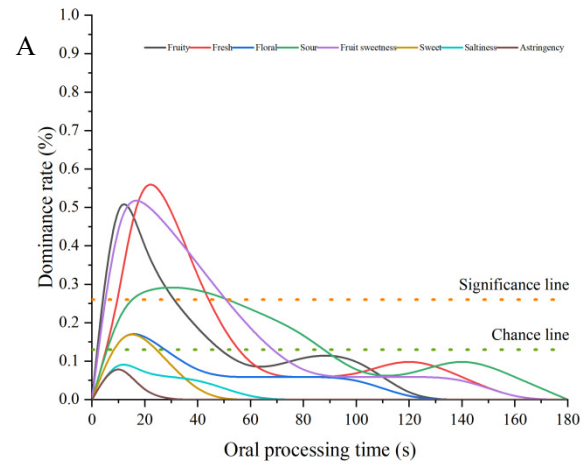 A
Fruity Fresh Floral Sour Fruit sweetness Sweet Saltiness Astringency
Dominance rate (%)
1.0
0.9
0.8
0.7
0.6
0.5
0.4
0.3
0.2
0.1
0.0
Significance line
Chance line
0 20 40 60 80 100 120 140 160 180
Oral processing time (s)